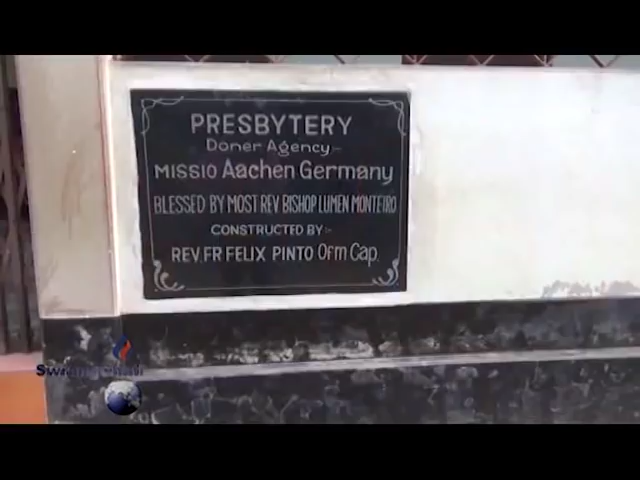 PRESBYTERY
Doner Agency:-
MISSIO Aachen Germany
BLESSED BY MOST REV BISHOP LUMEN MONTEIRO
CONSTRUCTED BY:-
REV. FR FELIX PINTO Ofm Cap.